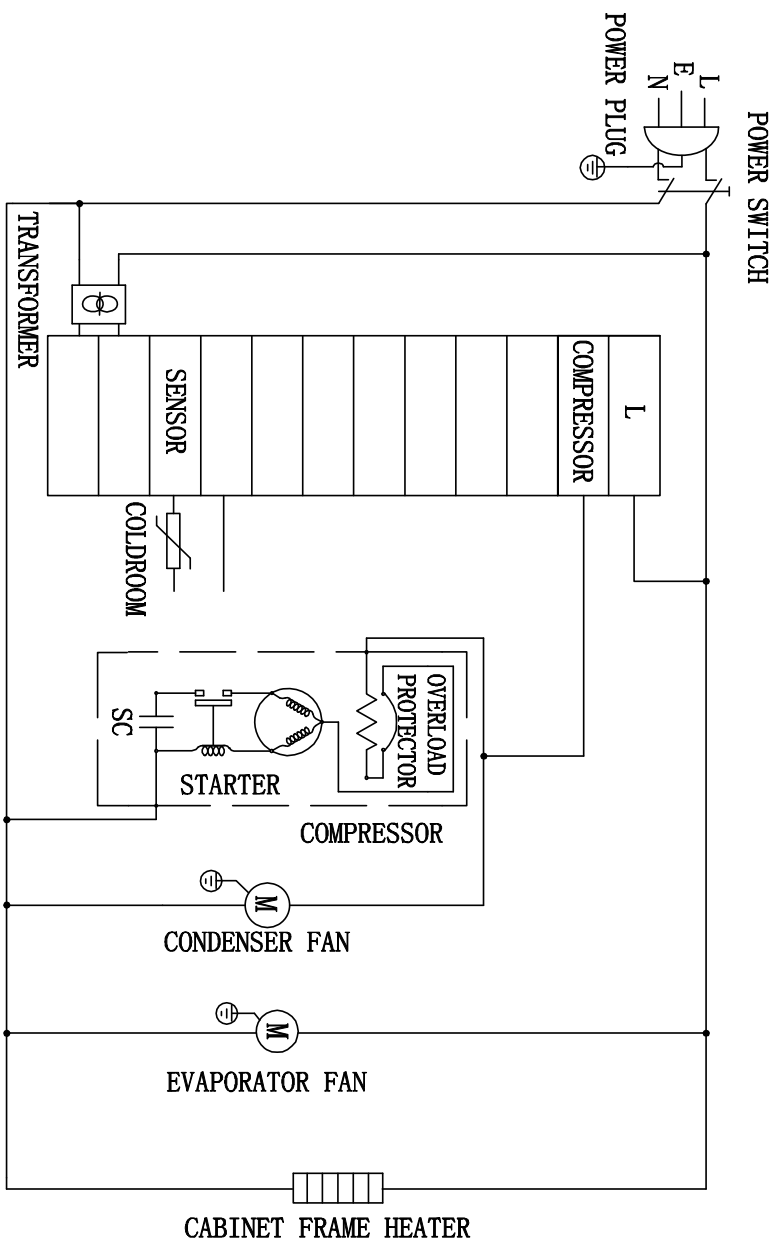 POWER SWITCH
L
E
N
POWER PLUG
TRANSFORMER
L
COMPRESSOR
SENSOR
COLDROOM
OVERLOAD
PROTECTOR
SC
STARTER
COMPRESSOR
M
CONDENSER FAN
M
EVAPORATOR FAN
CABINET FRAME HEATER